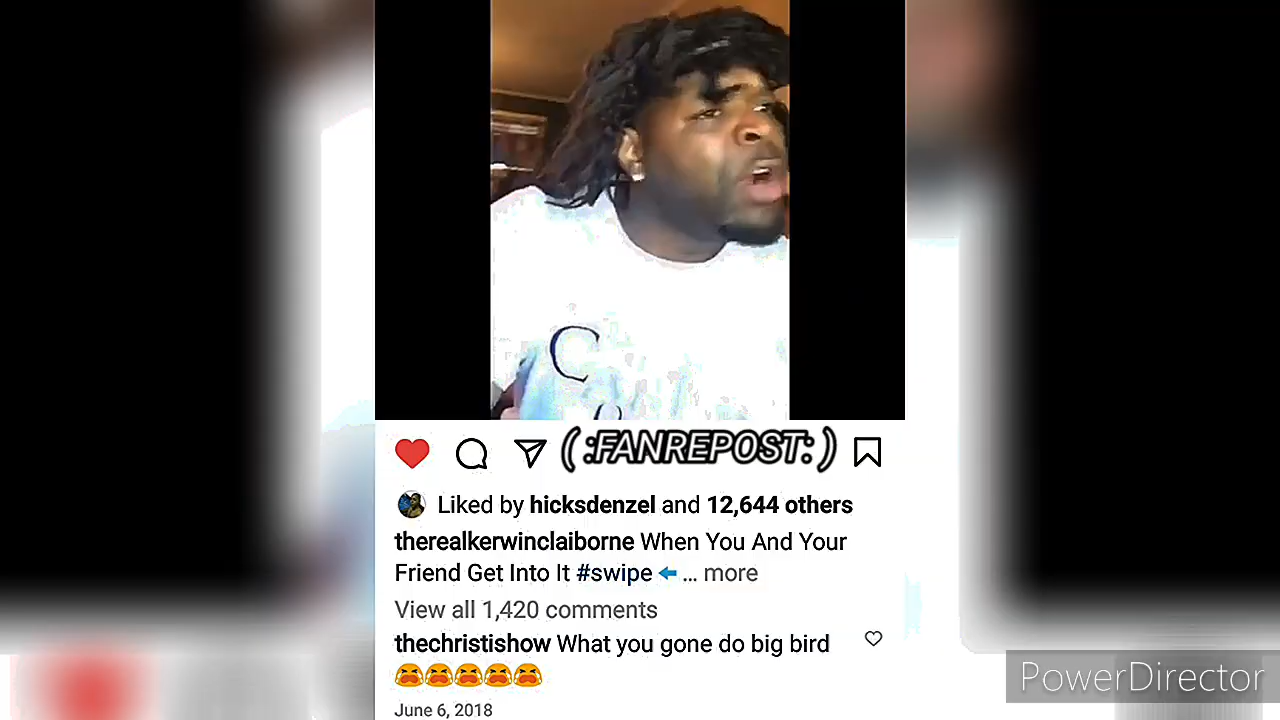 C
( :FANREPOST: )
Liked by hicksdenzel and 12,644 others
therealkerwinclaiborne When You And Your
Friend Get Into It #swipe ⬅ ... more
View all 1,420 comments
thechristishow What you gone do big bird
😫😫😫😫😫
June 6, 2018
PowerDirector